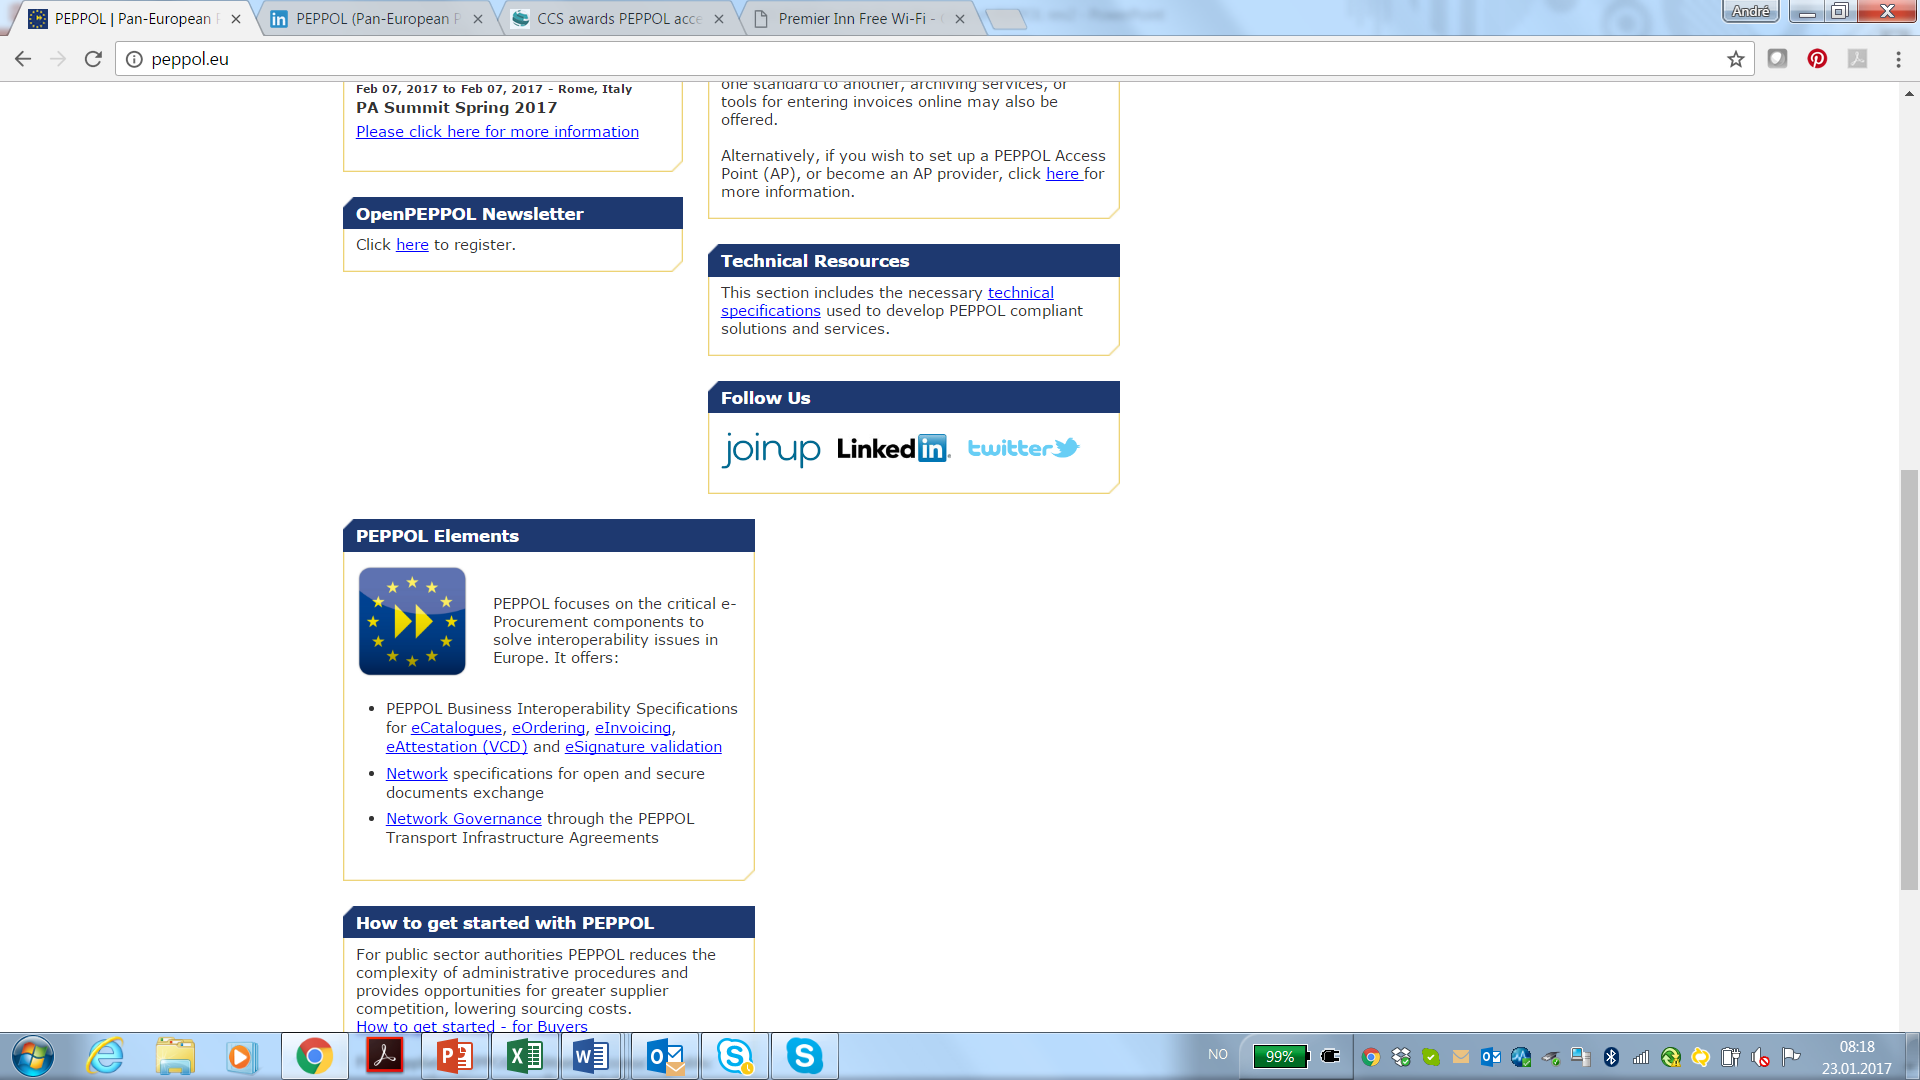 PEPPOL | Pan-European
PEPPOL (Pan-European P
CCS awards PEPPOL acce
Premier Inn Free Wi-Fi -
André
peppol.eu
Feb 07, 2017 to Feb 07, 2017 - Rome, Italy
PA Summit Spring 2017
Please click here for more information
OpenPEPPOL Newsletter
Click here to register.
one standard to another, archiving services, or
tools for entering invoices online may also be
offered.
Alternatively, if you wish to set up a PEPPOL Access
Point (AP), or become an AP provider, click here for
more information.
Technical Resources
This section includes the necessary technical
specifications used to develop PEPPOL compliant
solutions and services.
Follow Us
joinup LinkedIn twitter
PEPPOL Elements
PEPPOL focuses on the critical e-
Procurement components to
solve interoperability issues in
Europe. It offers:
• PEPPOL Business Interoperability Specifications
for eCatalogues, eOrdering, eInvoicing,
eAttestation (VCD) and eSignature validation
• Network specifications for open and secure
documents exchange
• Network Governance through the PEPPOL
Transport Infrastructure Agreements
How to get started with PEPPOL
For public sector authorities PEPPOL reduces the
complexity of administrative procedures and
provides opportunities for greater supplier
competition, lowering sourcing costs.
How to get started - for Buyers
NO
99%
08:18
23.01.2017